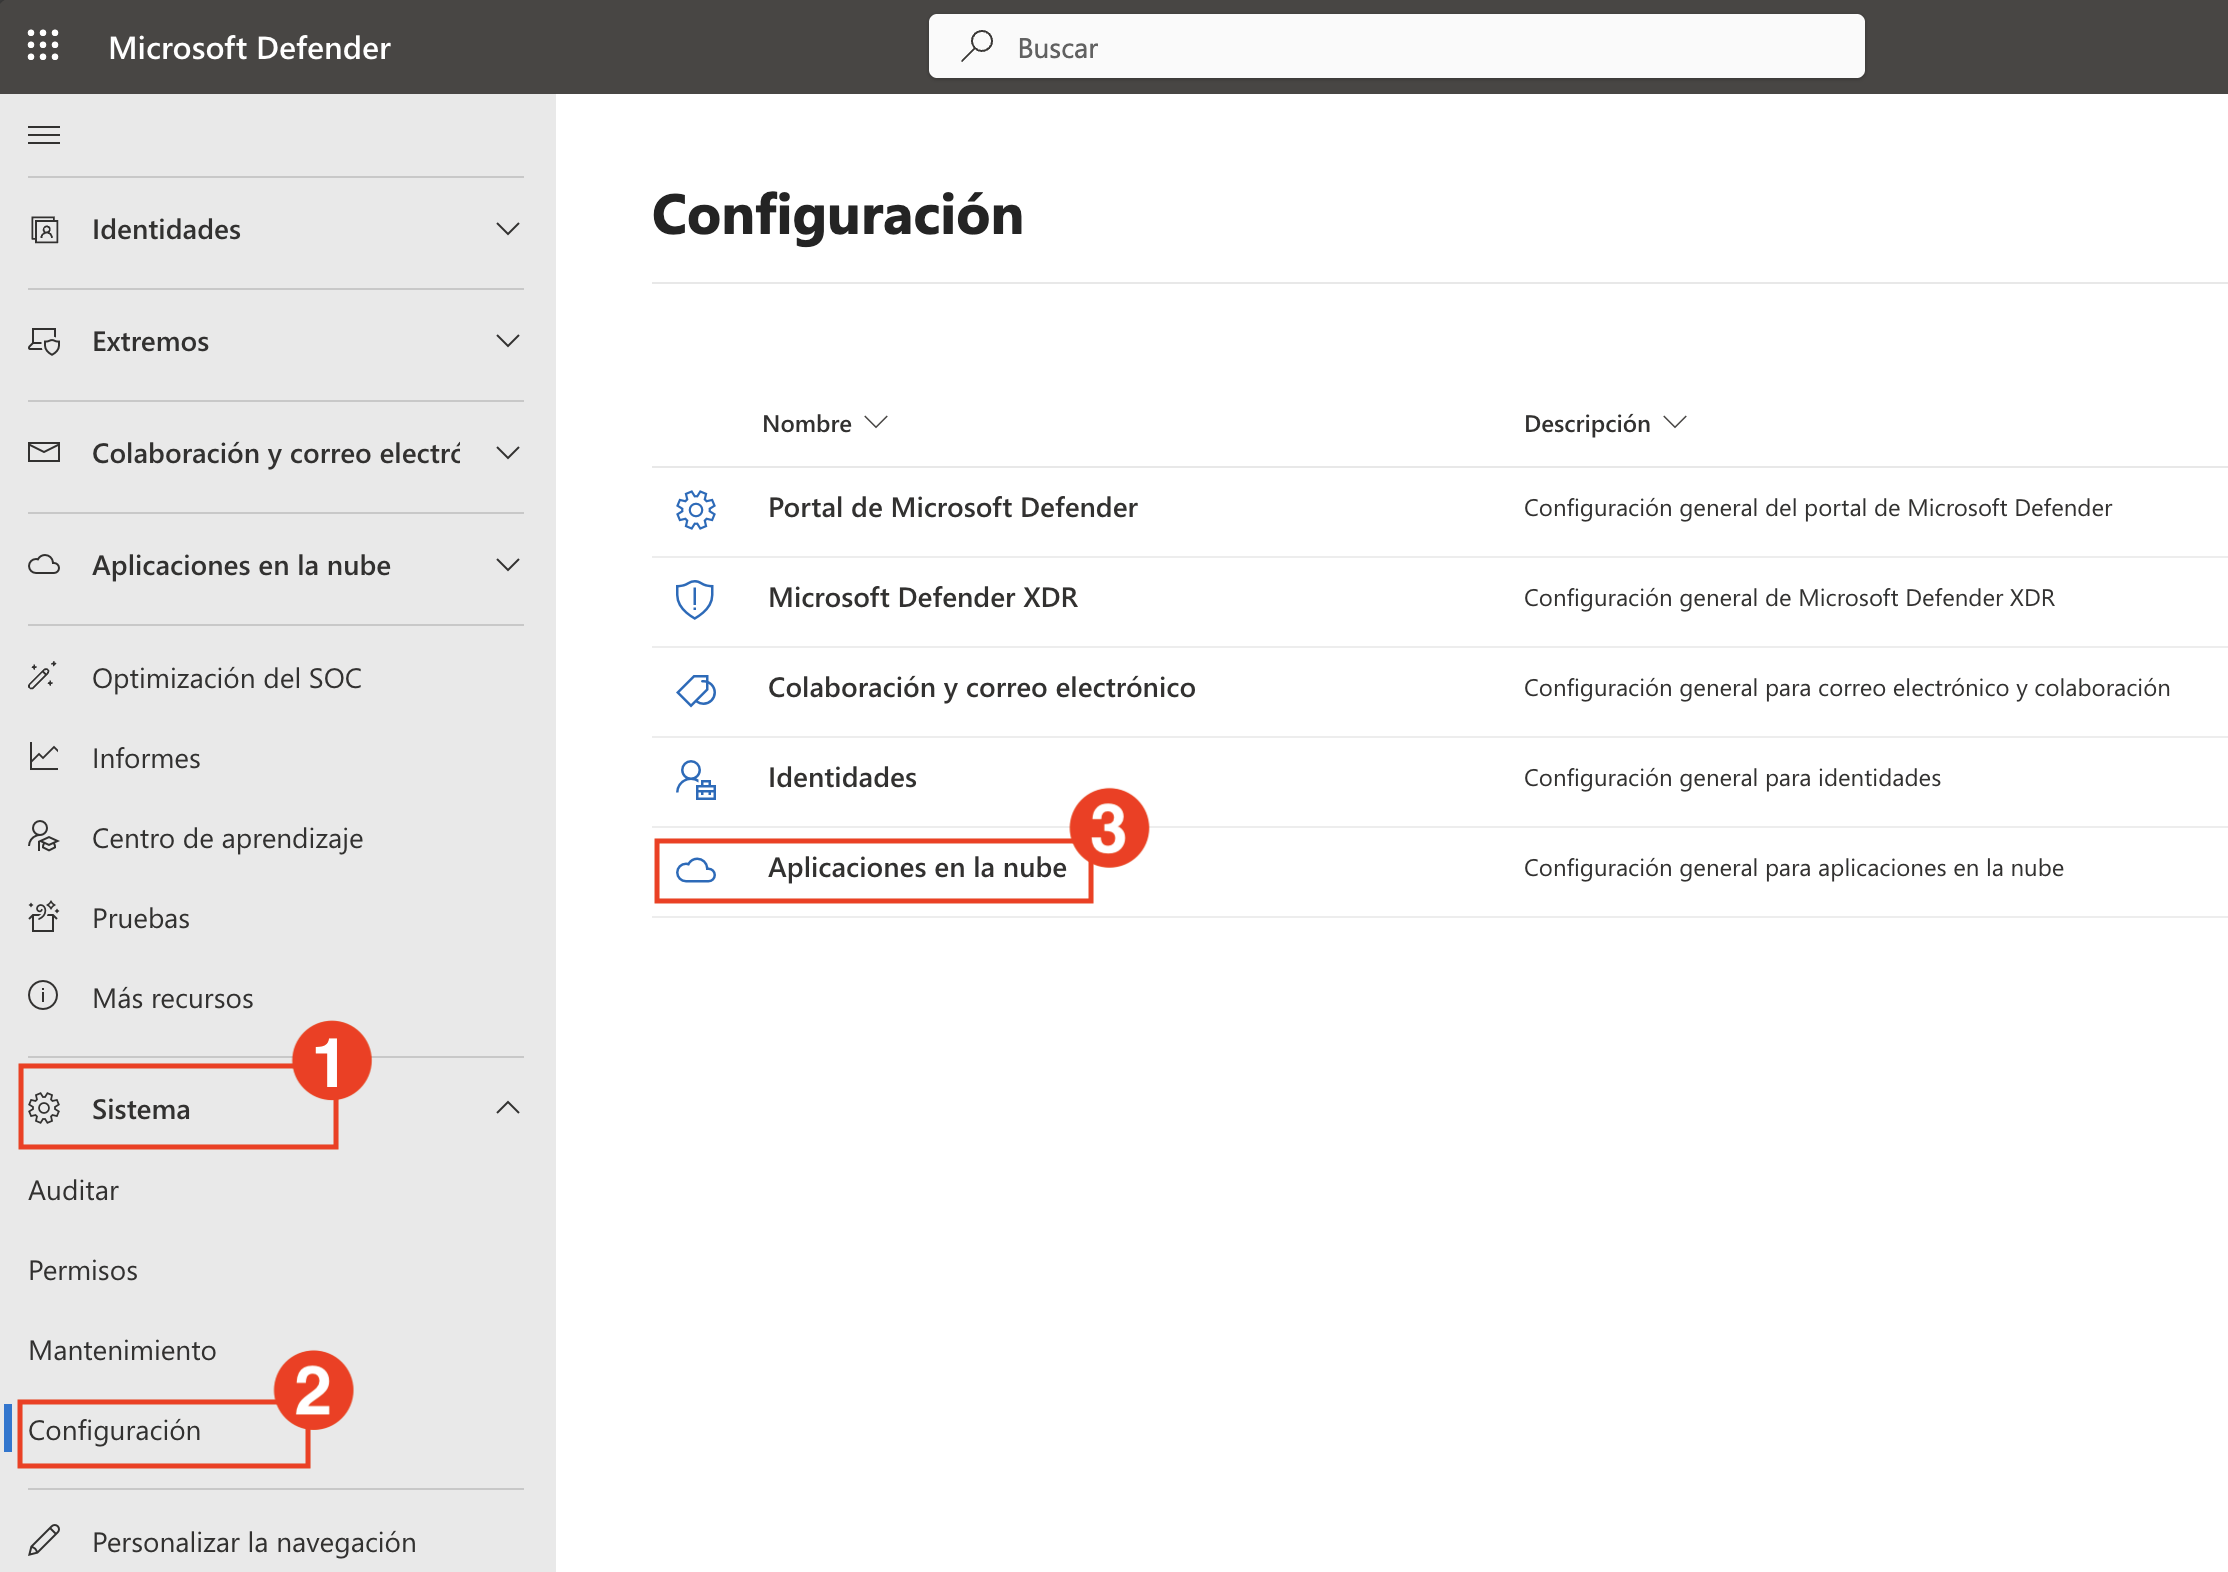 Microsoft Defender
Buscar
Identidades
Extremos
Colaboración y correo electró
Aplicaciones en la nube
Optimización del SOC
Informes
Centro de aprendizaje
Pruebas
Más recursos
1
Sistema
Auditar
Permisos
Mantenimiento
2
Configuración
Personalizar la navegación
Configuración
Nombre Descripción
Portal de Microsoft Defender Configuración general del portal de Microsoft Defender
Microsoft Defender XDR Configuración general de Microsoft Defender XDR
Colaboración y correo electrónico Configuración general para correo electrónico y colaboración
Identidades Configuración general para identidades
3
Aplicaciones en la nube Configuración general para aplicaciones en la nube